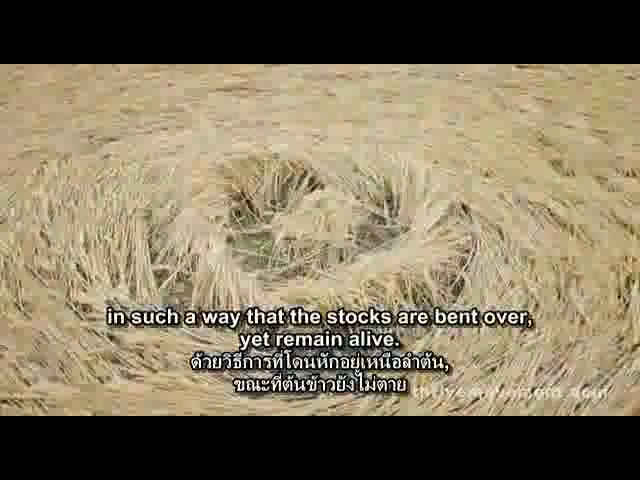 in such a way that the stocks are bent over,
yet remain alive.
ด้วยวิธีการที่โดนหักอยู่เหนือลำต้น,
ขณะที่ต้นข้าวยังไม่ตาย